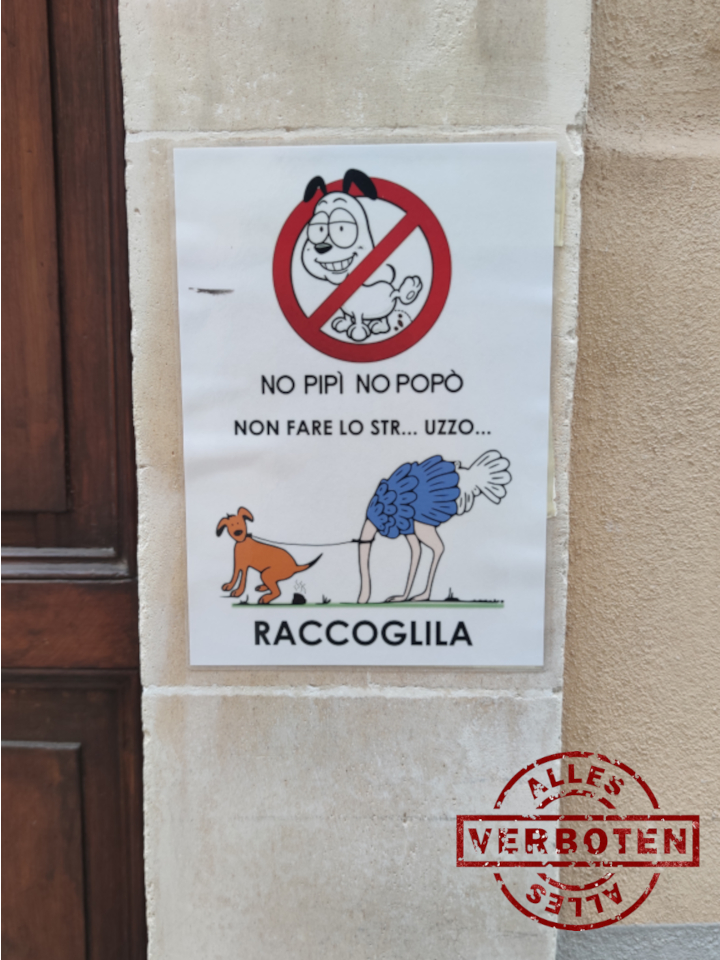 NO PIPÌ NO POPÒ
NON FARE LO STR... UZZO...
RACCOGLILA
ALLES
VERBOTEN
ALLES